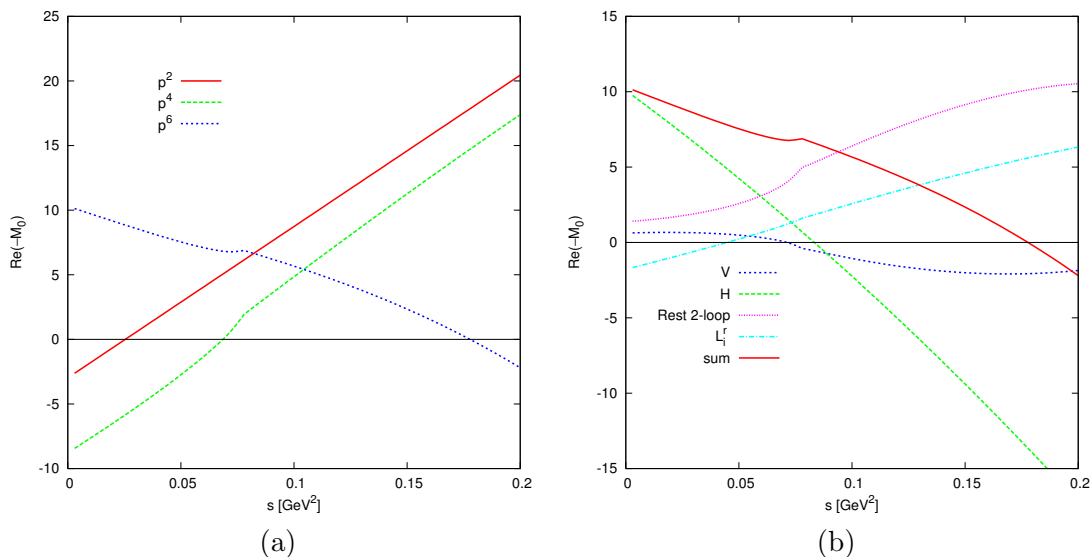 25
20
15
10
5
0
-5
-10
Re(−M₀)
p²
p⁴
p⁶
0 0.05 0.1 0.15 0.2
s [GeV²]
(a)
15
10
5
0
-5
-10
-15
Re(−M₀)
V
H
Rest 2-loop
Lᵢʳ
sum
0 0.05 0.1 0.15 0.2
s [GeV²]
(b)